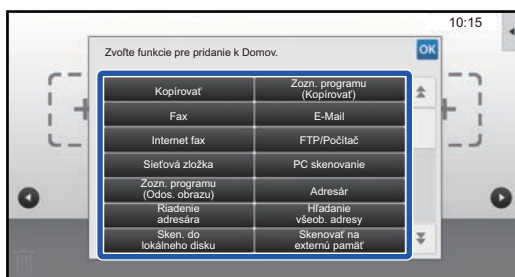 10:15
Zvoľte funkcie pre pridanie k Domov.
OK
Kopírovať
Zozn. programu
(Kopírovať)
Fax
E-Mail
Internet fax
FTP/Počítač
Sieťová zložka
PC skenovanie
Zozn. programu
(Odos. obrazu)
Adresár
Riadenie
adresára
Hľadanie
všeob. adresy
Sken. do
lokálneho disku
Skenovať na
externú pamäť